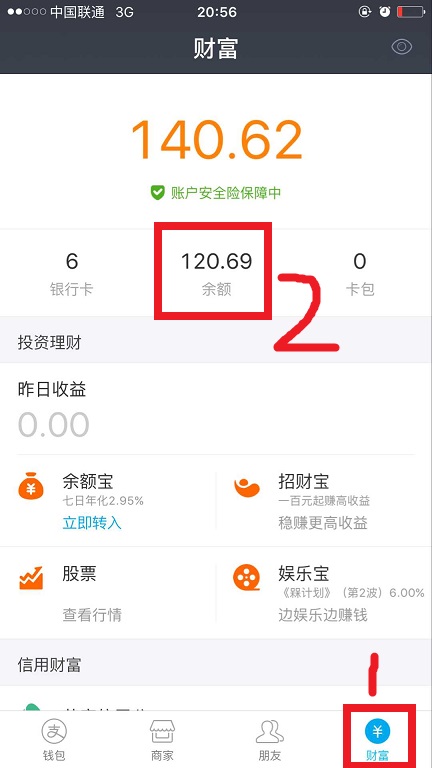 中国联通 3G 20:56
财富
140.62
账户安全险保障中
6 120.69 0
银行卡 余额 卡包
2
投资理财
昨日收益
0.00
余额宝 招财宝
七日年化2.95% 一百元起赚高收益
立即转入 稳赚更高收益
股票 娱乐宝
《槑计划》（第2波）6.00%
查看行情 边娱乐边赚钱
信用财富
1
钱包 商家 朋友 财富